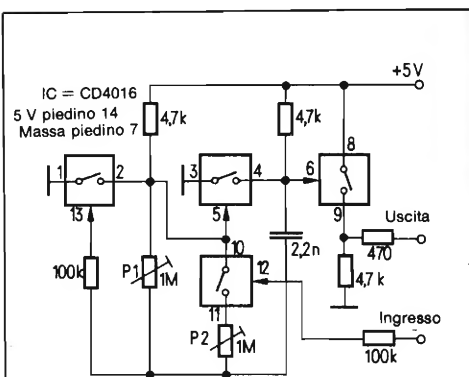 IC = CD4016
5 V piedino 14
Massa piedino 7
+5V
4,7k
4,7k
8
1
2
3
4
6
13
5
9
Uscita
470
10
2,2n
4,7 k
100k
P1
1M
12
11
Ingresso
P2
1M
100k